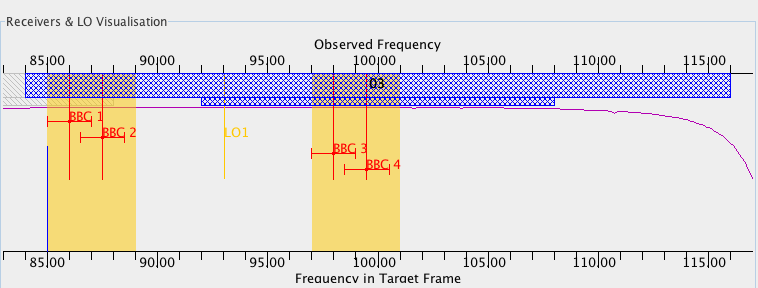 Receivers & LO Visualisation
Observed Frequency
85.00 90.00 95.00 100.00 105.00 110.00 115.00
03
BBC 1
BBC 2
LO1
BBC 3
BBC 4
85.00 90.00 95.00 100.00 105.00 110.00 115.00
Frequency in Target Frame